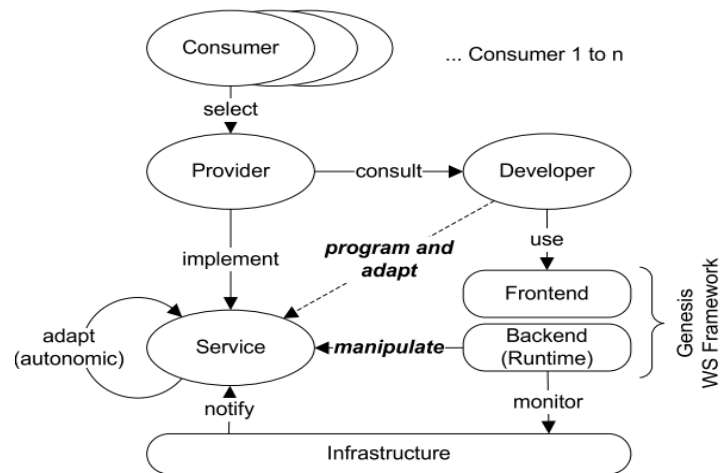 Consumer
... Consumer 1 to n
select
Provider
consult
Developer
implement
program and
adapt
use
Frontend
adapt
(autonomic)
Service
manipulate
Backend
(Runtime)
Genesis
WS Framework
notify
monitor
Infrastructure